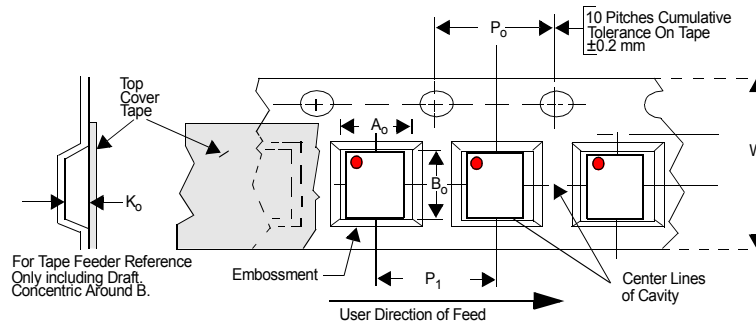 10 Pitches Cumulative
Tolerance On Tape
±0.2 mm
Po
Top
Cover
Tape
Ao
W
Ko
Bo
For Tape Feeder Reference
Only including Draft.
Concentric Around B.
Embossment
P1
Center Lines
of Cavity
User Direction of Feed